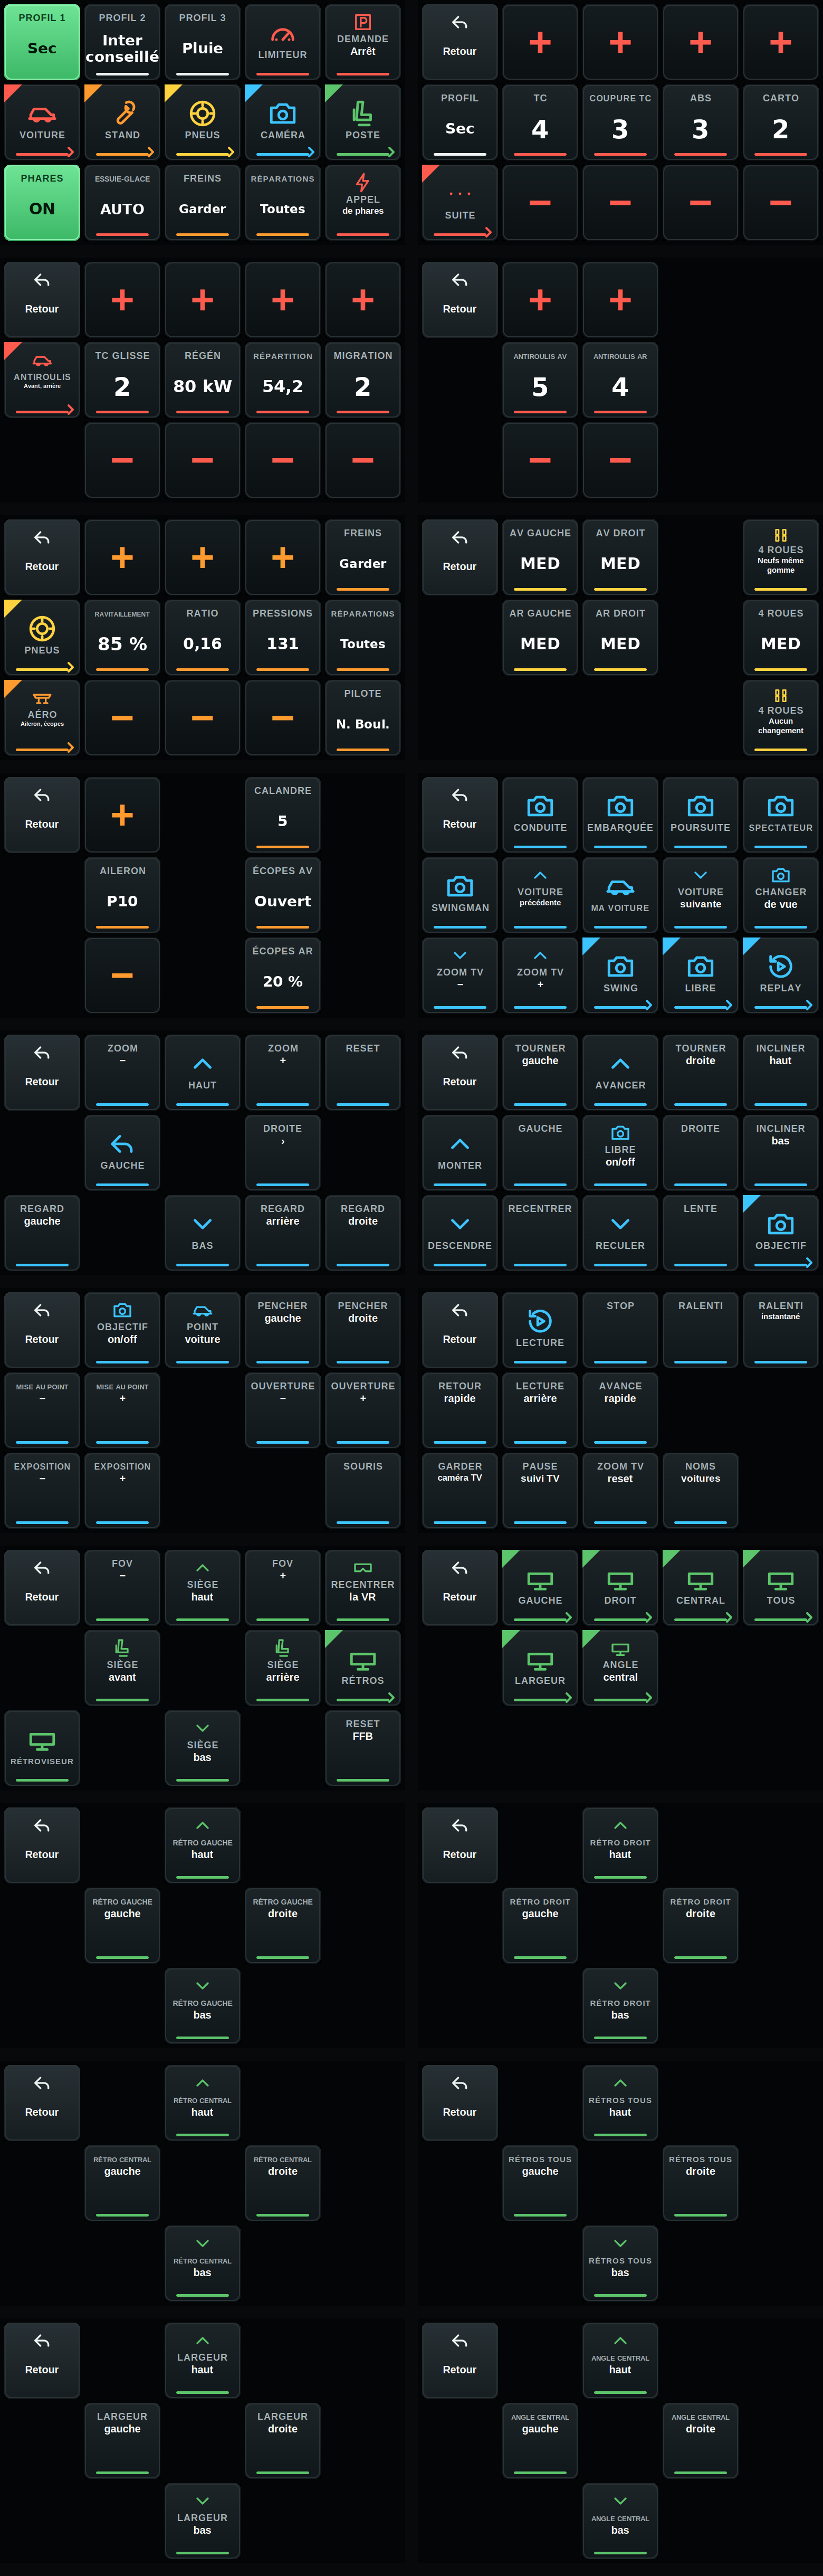 PROFIL 1
Sec
PROFIL 2
Inter
conseillé
PROFIL 3
Pluie
LIMITEUR
P
DEMANDE
Arrêt
VOITURE
STAND
PNEUS
CAMÉRA
POSTE
PHARES
ON
ESSUIE-GLACE
AUTO
FREINS
Garder
RÉPARATIONS
Toutes
APPEL
de phares
Retour
+
+
+
+
PROFIL
Sec
TC
4
COUPURE TC
3
ABS
3
CARTO
2
...
SUITE
−
−
−
−
Retour
+
+
+
+
ANTIROULIS
Avant, arrière
TC GLISSE
2
RÉGÉN
80 kW
RÉPARTITION
54,2
MIGRATION
2
−
−
−
−
Retour
+
+
ANTIROULIS AV
5
ANTIROULIS AR
4
−
−
Retour
+
+
+
FREINS
Garder
PNEUS
RAVITAILLEMENT
85 %
RATIO
0,16
PRESSIONS
131
RÉPARATIONS
Toutes
AÉRO
Aileron, écopes
−
−
−
PILOTE
N. Boul.
Retour
AV GAUCHE
MED
AV DROIT
MED
4 ROUES
Neufs même
gomme
AR GAUCHE
MED
AR DROIT
MED
4 ROUES
MED
4 ROUES
Aucun
changement
Retour
+
CALANDRE
5
AILERON
P10
ÉCOPES AV
Ouvert
−
ÉCOPES AR
20 %
Retour
CONDUITE
EMBARQUÉE
POURSUITE
SPECTATEUR
SWINGMAN
VOITURE
précédente
MA VOITURE
VOITURE
suivante
CHANGER
de vue
ZOOM TV
−
ZOOM TV
+
SWING
LIBRE
REPLAY
Retour
ZOOM
−
HAUT
ZOOM
+
RESET
GAUCHE
DROITE
›
REGARD
gauche
BAS
REGARD
arrière
REGARD
droite
Retour
TOURNER
gauche
AVANCER
TOURNER
droite
INCLINER
haut
MONTER
GAUCHE
LIBRE
on/off
DROITE
INCLINER
bas
DESCENDRE
RECENTRER
RECULER
LENTE
OBJECTIF
Retour
OBJECTIF
on/off
POINT
voiture
PENCHER
gauche
PENCHER
droite
MISE AU POINT
−
MISE AU POINT
+
OUVERTURE
−
OUVERTURE
+
EXPOSITION
−
EXPOSITION
+
SOURIS
Retour
LECTURE
STOP
RALENTI
RALENTI
instantané
RETOUR
rapide
LECTURE
arrière
AVANCE
rapide
GARDER
caméra TV
PAUSE
suivi TV
ZOOM TV
reset
NOMS
voitures
Retour
FOV
−
SIÈGE
haut
FOV
+
RECENTRER
la VR
SIÈGE
avant
SIÈGE
arrière
RÉTROS
RÉTROVISEUR
SIÈGE
bas
RESET
FFB
Retour
GAUCHE
DROIT
CENTRAL
TOUS
LARGEUR
ANGLE
central
Retour
RÉTRO GAUCHE
haut
RÉTRO GAUCHE
gauche
RÉTRO GAUCHE
droite
RÉTRO GAUCHE
bas
Retour
RÉTRO DROIT
haut
RÉTRO DROIT
gauche
RÉTRO DROIT
droite
RÉTRO DROIT
bas
Retour
RÉTRO CENTRAL
haut
RÉTRO CENTRAL
gauche
RÉTRO CENTRAL
droite
RÉTRO CENTRAL
bas
Retour
RÉTROS TOUS
haut
RÉTROS TOUS
gauche
RÉTROS TOUS
droite
RÉTROS TOUS
bas
Retour
LARGEUR
haut
LARGEUR
gauche
LARGEUR
droite
LARGEUR
bas
Retour
ANGLE CENTRAL
haut
ANGLE CENTRAL
gauche
ANGLE CENTRAL
droite
ANGLE CENTRAL
bas